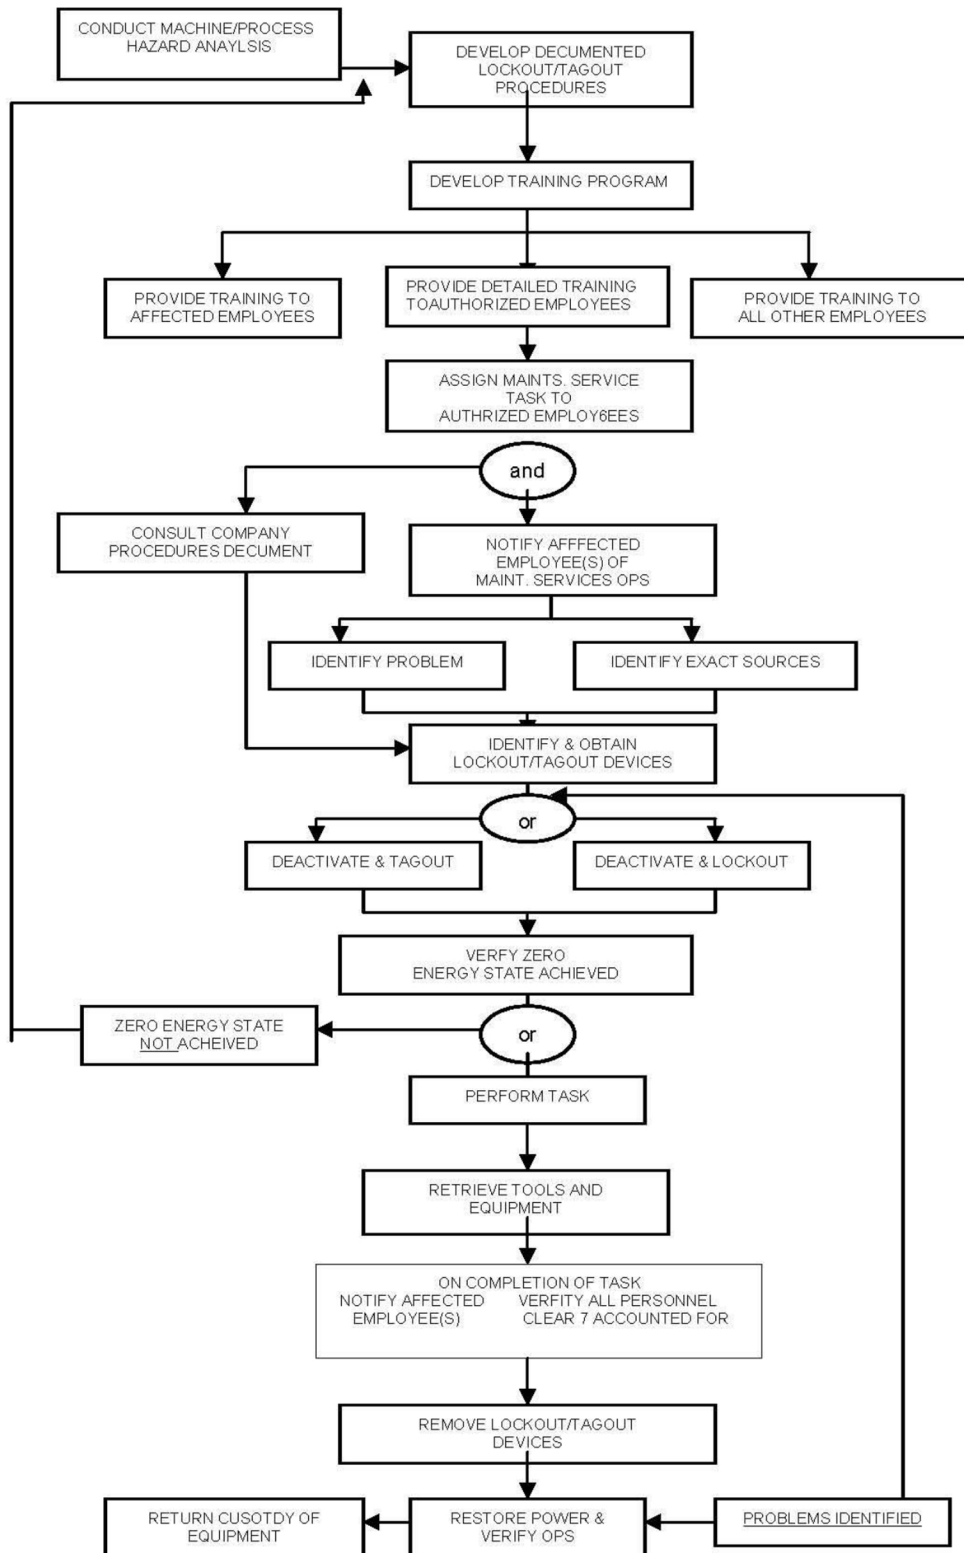 CONDUCT MACHINE/PROCESS
HAZARD ANAYLSIS
DEVELOP DECUMENTED
LOCKOUT/TAGOUT
PROCEDURES
DEVELOP TRAINING PROGRAM
PROVIDE TRAINING TO
AFFECTED EMPLOYEES
PROVIDE DETAILED TRAINING
TOAUTHORIZED EMPLOYEES
PROVIDE TRAINING TO
ALL OTHER EMPLOYEES
ASSIGN MAINTS. SERVICE
TASK TO
AUTHRIZED EMPLOY6EES
and
CONSULT COMPANY
PROCEDURES DECUMENT
NOTIFY AFFFECTED
EMPLOYEE(S) OF
MAINT. SERVICES OPS
IDENTIFY PROBLEM
IDENTIFY EXACT SOURCES
IDENTIFY & OBTAIN
LOCKOUT/TAGOUT DEVICES
or
DEACTIVATE & TAGOUT
DEACTIVATE & LOCKOUT
VERFY ZERO
ENERGY STATE ACHIEVED
ZERO ENERGY STATE
NOT ACHEIVED
or
PERFORM TASK
RETRIEVE TOOLS AND
EQUIPMENT
ON COMPLETION OF TASK
NOTIFY AFFECTED VERFITY ALL PERSONNEL
EMPLOYEE(S) CLEAR 7 ACCOUNTED FOR
REMOVE LOCKOUT/TAGOUT
DEVICES
RETURN CUSOTDY OF
EQUIPMENT
RESTORE POWER &
VERIFY OPS
PROBLEMS IDENTIFIED